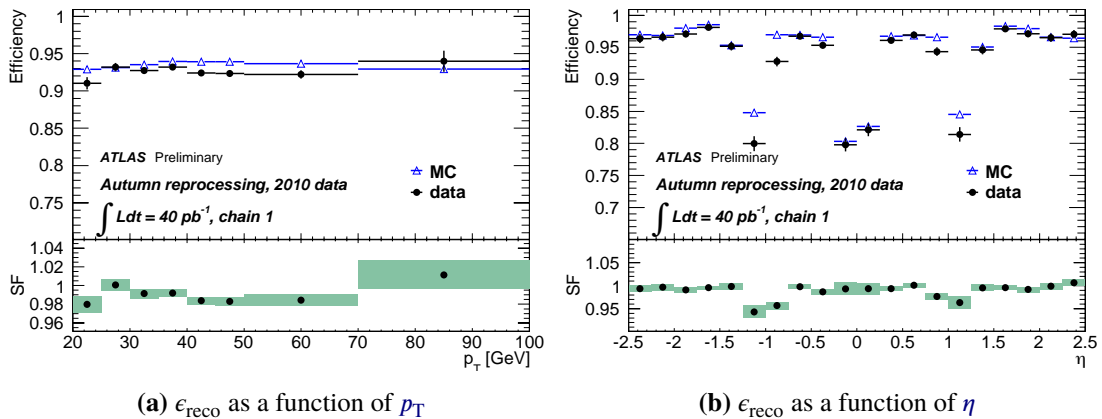 Efficiency
1
0.95
0.9
0.85
0.8
0.75
ATLAS Preliminary
MC
data
Autumn reprocessing, 2010 data
∫ Ldt = 40 pb⁻¹, chain 1
SF
1.04
1.02
1
0.98
0.96
20 30 40 50 60 70 80 90 100
p_T [GeV]
(a) ϵ_reco as a function of p_T
Efficiency
1
0.95
0.9
0.85
0.8
0.75
0.7
ATLAS Preliminary
MC
data
Autumn reprocessing, 2010 data
∫ Ldt = 40 pb⁻¹, chain 1
SF
1.05
1
0.95
-2.5 -2 -1.5 -1 -0.5 0 0.5 1 1.5 2 2.5
η
(b) ϵ_reco as a function of η